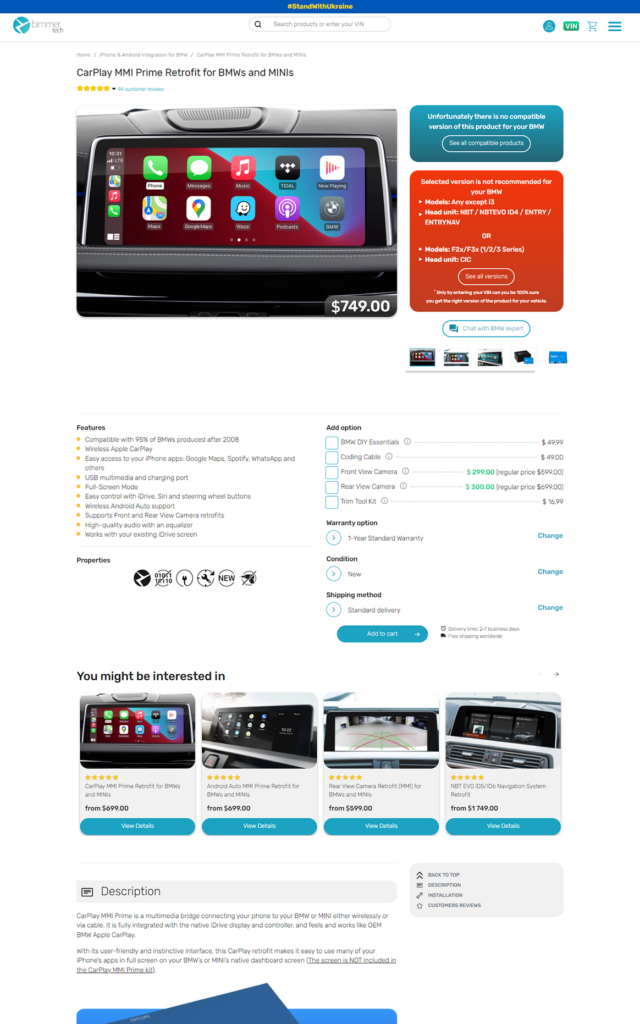 #StandWithUkraine
bimmer
tech
Search products or enter your VIN
VIN
Home / iPhone & Android Integration for BMW / CarPlay MMI Prime Retrofit for BMWs and MINIs
CarPlay MMI Prime Retrofit for BMWs and MINIs
94 customer reviews
10:31
LTE
Phone
Messages
Music
TIDAL
Now Playing
Maps
Google Maps
Waze
Podcasts
BMW
$749.00
Unfortunately there is no compatible
version of this product for your BMW
See all compatible products
Selected version is not recommended for
your BMW
Models: Any except i3
Head unit: NBT / NBTEVO ID4 / ENTRY /
ENTRYNAV
OR
Models: F2x/F3x (1/2/3 Series)
Head unit: CIC
See all versions
* Only by entering your VIN can you be 100% sure
you get the right version of the product for your vehicle.
Chat with BMW expert
Features
Compatible with 95% of BMWs produced after 2008
Wireless Apple CarPlay
Easy access to your iPhone apps: Google Maps, Spotify, WhatsApp and
others
USB multimedia and charging port
Full-Screen Mode
Easy control with iDrive, Siri and steering wheel buttons
Wireless Android Auto support
Supports Front and Rear View Camera retrofits
High-quality audio with an equalizer
Works with your existing iDrive screen
Properties
NEW
Add option
BMW DIY Essentials $ 49.99
Coding Cable $ 49.00
Front View Camera $ 299.00 (regular price $599.00)
Rear View Camera $ 300.00 (regular price $699.00)
Trim Tool Kit $ 16.99
Warranty option
1-Year Standard Warranty Change
Condition
New Change
Shipping method
Standard delivery Change
Add to cart
Delivery time: 2-7 business days
Free shipping worldwide
You might be interested in
CarPlay MMI Prime Retrofit for BMWs
and MINIs
from $699.00
View Details
Android Auto MMI Prime Retrofit for
BMWs and MINIs
from $699.00
View Details
Rear View Camera Retrofit [MMI] for
BMWs and MINIs
from $599.00
View Details
NBT EVO ID5/ID6 Navigation System
Retrofit
from $1 749.00
View Details
Description
BACK TO TOP
DESCRIPTION
INSTALLATION
CUSTOMERS REVIEWS
CarPlay MMI Prime is a multimedia bridge connecting your phone to your BMW or MINI either wirelessly or
via cable. It is fully integrated with the native iDrive display and controller, and feels and works like OEM
BMW Apple CarPlay.
With its user-friendly and instinctive interface, this CarPlay retrofit makes it easy to use many of your
iPhone's apps in full screen on your BMW's or MINI's native dashboard screen (The screen is NOT included in
the CarPlay MMI Prime kit).